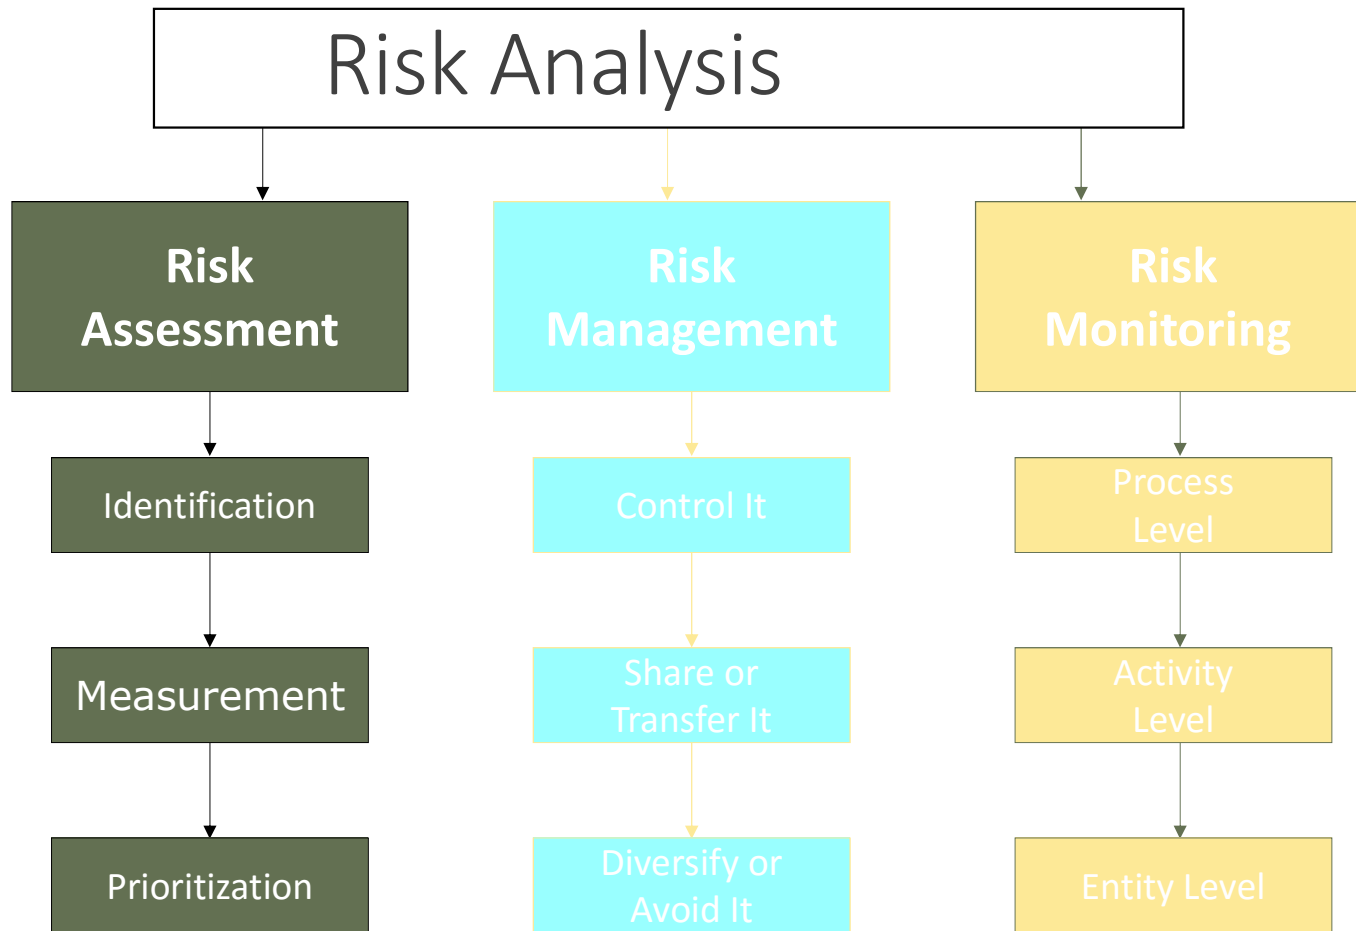 Risk Analysis
Risk
Assessment
Risk
Management
Risk
Monitoring
Identification
Control It
Process
Level
Measurement
Share or
Transfer It
Activity
Level
Prioritization
Diversify or
Avoid It
Entity Level